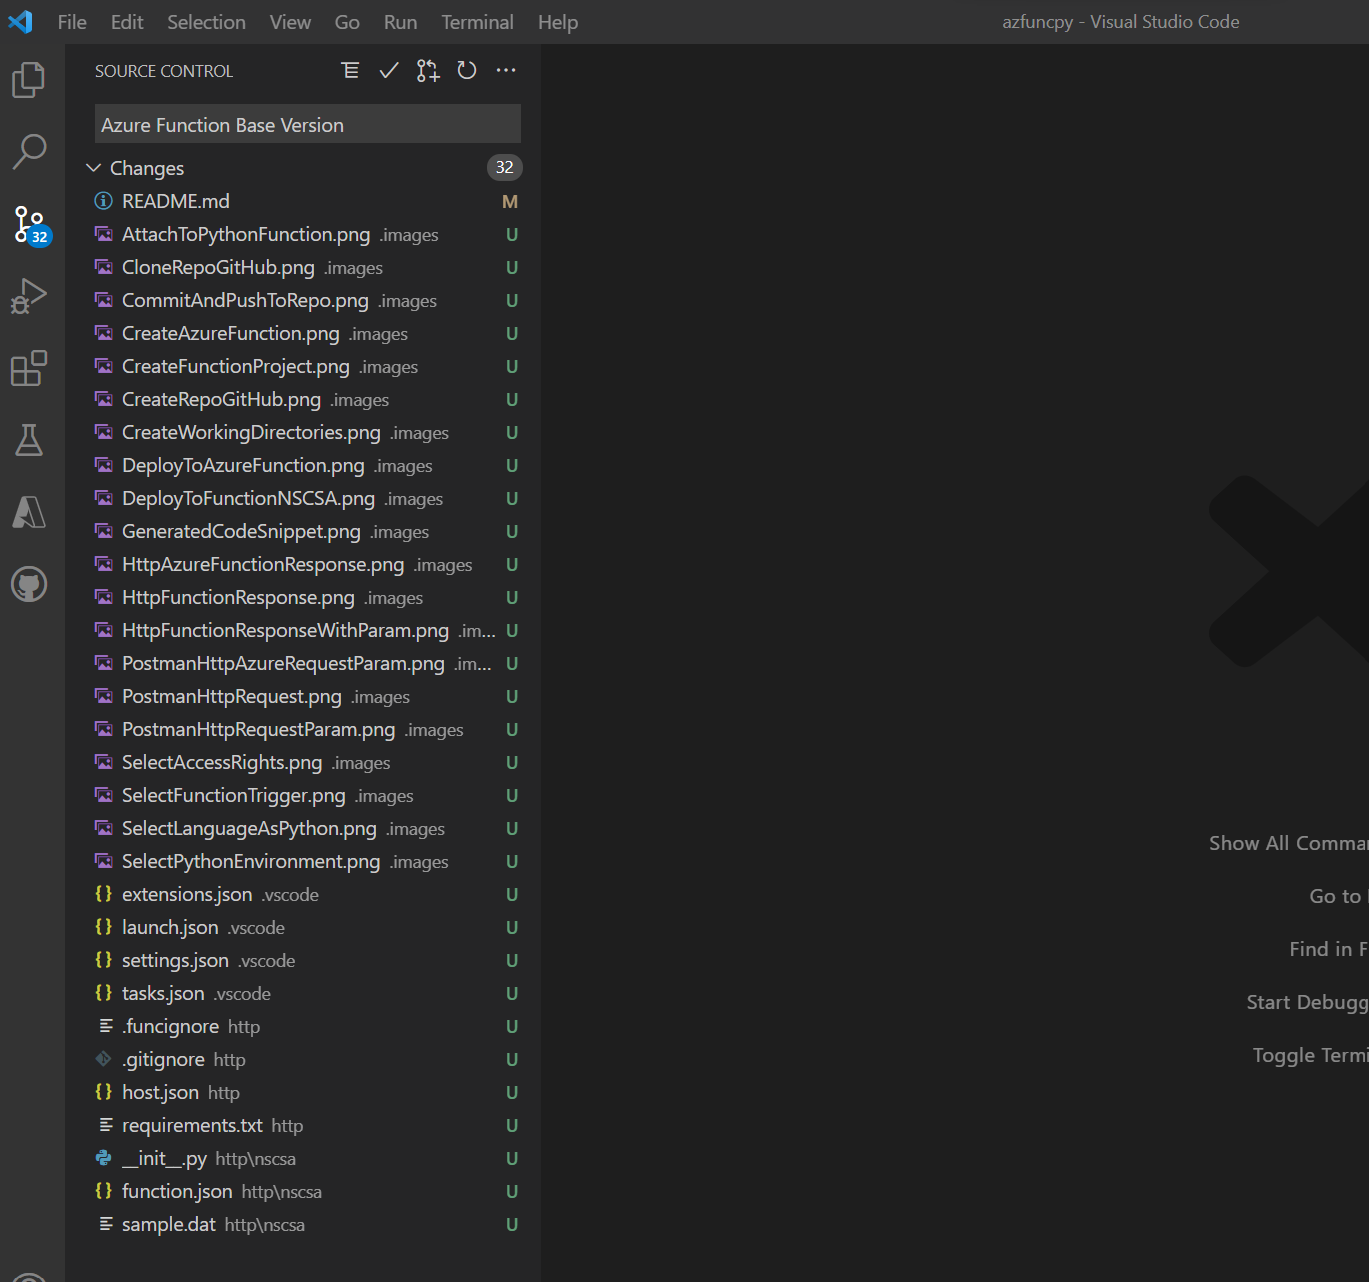 File Edit Selection View Go Run Terminal Help azfuncpy - Visual Studio Code
SOURCE CONTROL
Azure Function Base Version
Changes 32
README.md M
AttachToPythonFunction.png .images U
32
CloneRepoGitHub.png .images U
CommitAndPushToRepo.png .images U
CreateAzureFunction.png .images U
CreateFunctionProject.png .images U
CreateRepoGitHub.png .images U
CreateWorkingDirectories.png .images U
DeployToAzureFunction.png .images U
DeployToFunctionNSCSA.png .images U
GeneratedCodeSnippet.png .images U
HttpAzureFunctionResponse.png .images U
HttpFunctionResponse.png .images U
HttpFunctionResponseWithParam.png .im... U
PostmanHttpAzureRequestParam.png .im... U
PostmanHttpRequest.png .images U
PostmanHttpRequestParam.png .images U
SelectAccessRights.png .images U
SelectFunctionTrigger.png .images U
SelectLanguageAsPython.png .images U
SelectPythonEnvironment.png .images U
extensions.json .vscode U
launch.json .vscode U
settings.json .vscode U
tasks.json .vscode U
.funcignore http U
.gitignore http U
host.json http U
requirements.txt http U
__init__.py http\nscsa U
function.json http\nscsa U
sample.dat http\nscsa U
Show All Comma
Go to
Find in F
Start Debugg
Toggle Termi